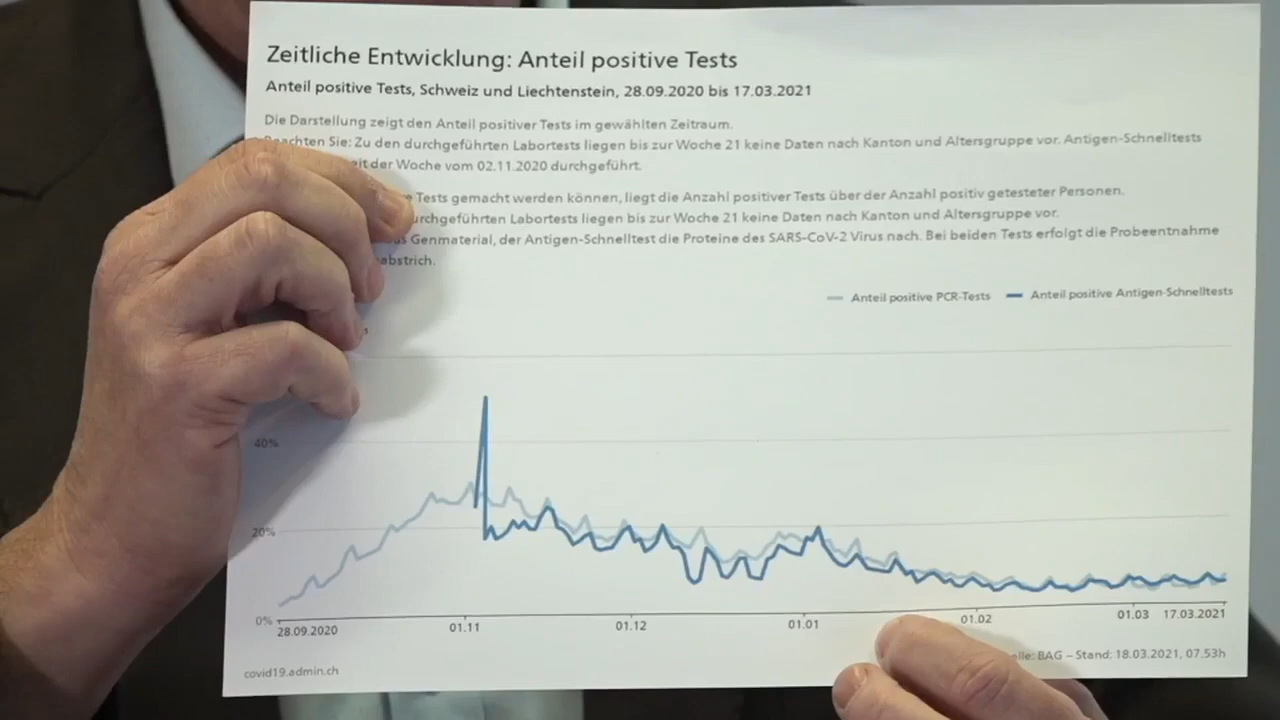 Zeitliche Entwicklung: Anteil positive Tests
Anteil positive Tests, Schweiz und Liechtenstein, 28.09.2020 bis 17.03.2021
Die Darstellung zeigt den Anteil positiver Tests im gewählten Zeitraum.
Sie: Zu den durchgeführten Labortests liegen bis zur Woche 21 keine Daten nach Kanton und Altersgruppe vor. Antigen-Schnelltests
der Woche vom 02.11.2020 durchgeführt.
Tests gemacht werden können, liegt die Anzahl positiver Tests über der Anzahl positiv getesteter Personen.
Labortests liegen bis zur Woche 21 keine Daten nach Kanton und Altersgruppe vor.
Genmaterial, der Antigen-Schnelltest die Proteine des SARS-CoV-2 Virus nach. Bei beiden Tests erfolgt die Probeentnahme
abstrich.
Anteil positive PCR-Tests
Anteil positive Antigen-Schnelltests
40%
20%
0%
28.09.2020
01.11
01.12
01.01
01.02
01.03
17.03.2021
covid19.admin.ch
BAG – Stand: 18.03.2021, 07.53h